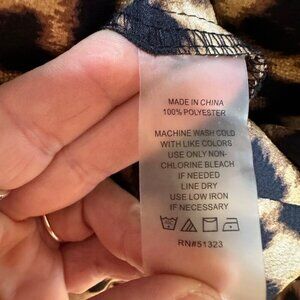 MADE IN CHINA
100% POLYESTER
MACHINE WASH COLD
WITH LIKE COLORS
USE ONLY NON-
CHLORINE BLEACH
IF NEEDED
LINE DRY
USE LOW IRON
IF NECESSARY
RN#51323